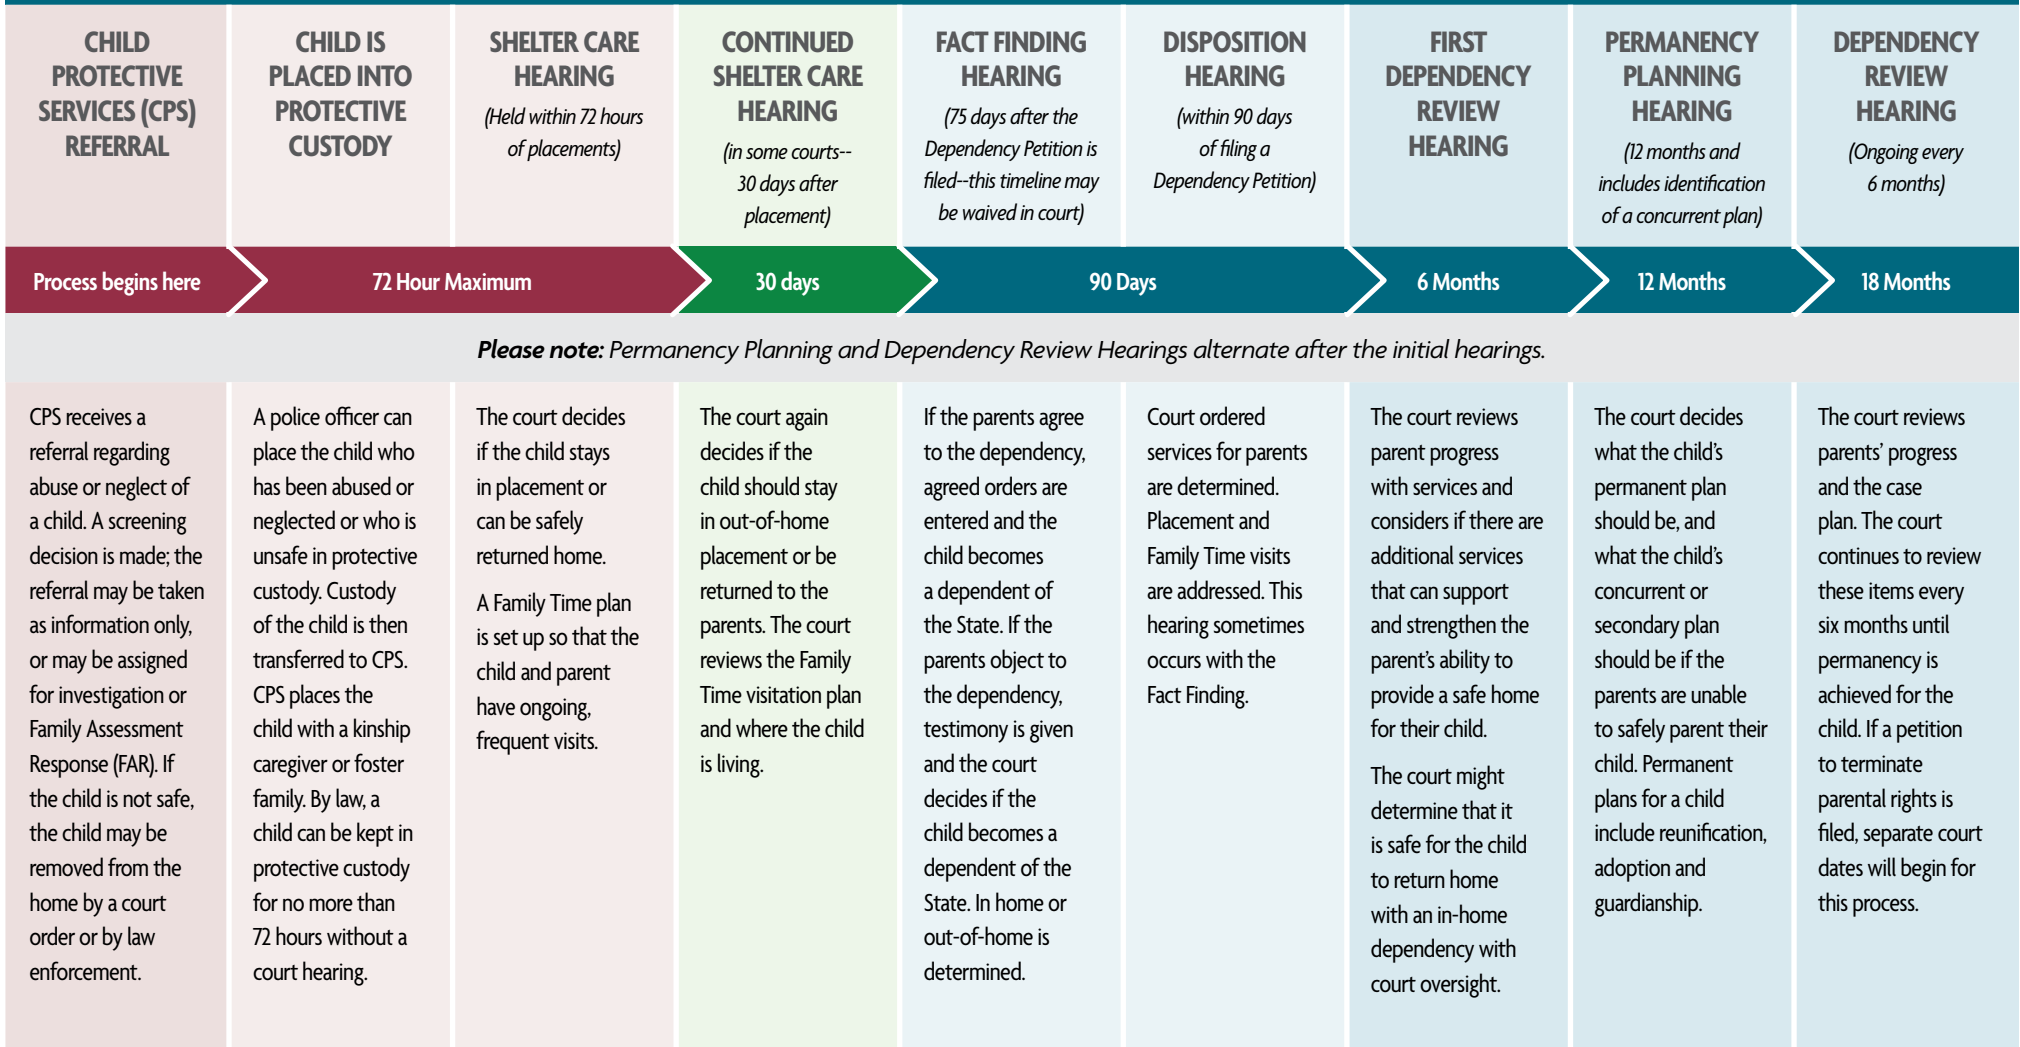 CHILD
PROTECTIVE
SERVICES (CPS)
REFERRAL
CHILD IS
PLACED INTO
PROTECTIVE
CUSTODY
SHELTER CARE
HEARING
(Held within 72 hours
of placements)
CONTINUED
SHELTER CARE
HEARING
(in some courts--
30 days after
placement)
FACT FINDING
HEARING
(75 days after the
Dependency Petition is
filed--this timeline may
be waived in court)
DISPOSITION
HEARING
(within 90 days
of filing a
Dependency Petition)
FIRST
DEPENDENCY
REVIEW
HEARING
PERMANENCY
PLANNING
HEARING
(12 months and
includes identification
of a concurrent plan)
DEPENDENCY
REVIEW
HEARING
(Ongoing every
6 months)
Process begins here
72 Hour Maximum
30 days
90 Days
6 Months
12 Months
18 Months
Please note: Permanency Planning and Dependency Review Hearings alternate after the initial hearings.
CPS receives a
referral regarding
abuse or neglect of
a child. A screening
decision is made; the
referral may be taken
as information only,
or may be assigned
for investigation or
Family Assessment
Response (FAR). If
the child is not safe,
the child may be
removed from the
home by a court
order or by law
enforcement.
A police officer can
place the child who
has been abused or
neglected or who is
unsafe in protective
custody. Custody
of the child is then
transferred to CPS.
CPS places the
child with a kinship
caregiver or foster
family. By law, a
child can be kept in
protective custody
for no more than
72 hours without a
court hearing.
The court decides
if the child stays
in placement or
can be safely
returned home.
A Family Time plan
is set up so that the
child and parent
have ongoing,
frequent visits.
The court again
decides if the
child should stay
in out-of-home
placement or be
returned to the
parents. The court
reviews the Family
Time visitation plan
and where the child
is living.
If the parents agree
to the dependency,
agreed orders are
entered and the
child becomes
a dependent of
the State. If the
parents object to
the dependency,
testimony is given
and the court
decides if the
child becomes a
dependent of the
State. In home or
out-of-home is
determined.
Court ordered
services for parents
are determined.
Placement and
Family Time visits
are addressed. This
hearing sometimes
occurs with the
Fact Finding.
The court reviews
parent progress
with services and
considers if there are
additional services
that can support
and strengthen the
parent's ability to
provide a safe home
for their child.
The court might
determine that it
is safe for the child
to return home
with an in-home
dependency with
court oversight.
The court decides
what the child's
permanent plan
should be, and
what the child's
concurrent or
secondary plan
should be if the
parents are unable
to safely parent their
child. Permanent
plans for a child
include reunification,
adoption and
guardianship.
The court reviews
parents' progress
and the case
plan. The court
continues to review
these items every
six months until
permanency is
achieved for the
child. If a petition
to terminate
parental rights is
filed, separate court
dates will begin for
this process.